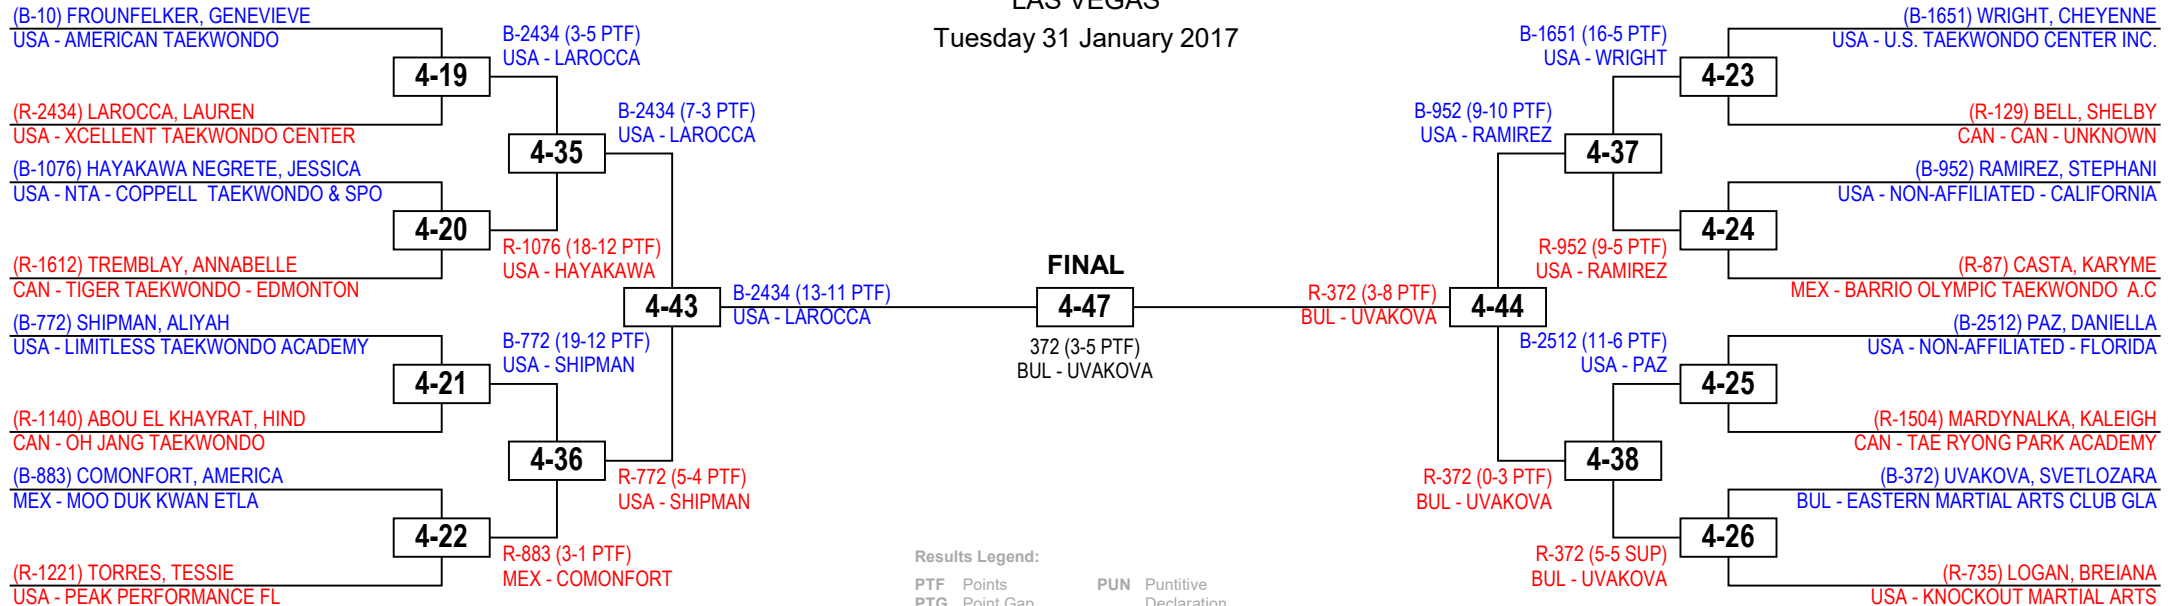 LAS VEGAS
Tuesday 31 January 2017
(B-10) FROUNFELKER, GENEVIEVE
USA - AMERICAN TAEKWONDO
4-19
(R-2434) LAROCCA, LAUREN
USA - XCELLENT TAEKWONDO CENTER
(B-1076) HAYAKAWA NEGRETE, JESSICA
USA - NTA - COPPELL  TAEKWONDO & SPO
4-20
(R-1612) TREMBLAY, ANNABELLE
CAN - TIGER TAEKWONDO - EDMONTON
(B-772) SHIPMAN, ALIYAH
USA - LIMITLESS TAEKWONDO ACADEMY
4-21
(R-1140) ABOU EL KHAYRAT, HIND
CAN - OH JANG TAEKWONDO
(B-883) COMONFORT, AMERICA
MEX - MOO DUK KWAN ETLA
4-22
(R-1221) TORRES, TESSIE
USA - PEAK PERFORMANCE FL
B-2434 (3-5 PTF)
USA - LAROCCA
4-35
R-1076 (18-12 PTF)
USA - HAYAKAWA
B-772 (19-12 PTF)
USA - SHIPMAN
4-36
R-883 (3-1 PTF)
MEX - COMONFORT
B-2434 (7-3 PTF)
USA - LAROCCA
4-43
R-772 (5-4 PTF)
USA - SHIPMAN
B-2434 (13-11 PTF)
USA - LAROCCA
FINAL
4-47
372 (3-5 PTF)
BUL - UVAKOVA
R-372 (3-8 PTF)
BUL - UVAKOVA
B-952 (9-10 PTF)
USA - RAMIREZ
4-44
R-372 (0-3 PTF)
BUL - UVAKOVA
B-1651 (16-5 PTF)
USA - WRIGHT
4-37
R-952 (9-5 PTF)
USA - RAMIREZ
B-2512 (11-6 PTF)
USA - PAZ
4-38
R-372 (5-5 SUP)
BUL - UVAKOVA
(B-1651) WRIGHT, CHEYENNE
USA - U.S. TAEKWONDO CENTER INC.
4-23
(R-129) BELL, SHELBY
CAN - CAN - UNKNOWN
(B-952) RAMIREZ, STEPHANI
USA - NON-AFFILIATED - CALIFORNIA
4-24
(R-87) CASTA, KARYME
MEX - BARRIO OLYMPIC TAEKWONDO  A.C
(B-2512) PAZ, DANIELLA
USA - NON-AFFILIATED - FLORIDA
4-25
(R-1504) MARDYNALKA, KALEIGH
CAN - TAE RYONG PARK ACADEMY
(B-372) UVAKOVA, SVETLOZARA
BUL - EASTERN MARTIAL ARTS CLUB GLA
4-26
(R-735) LOGAN, BREIANA
USA - KNOCKOUT MARTIAL ARTS
Results Legend:
PTF Points PUN Puntitive
PTG Point Gap Declaration